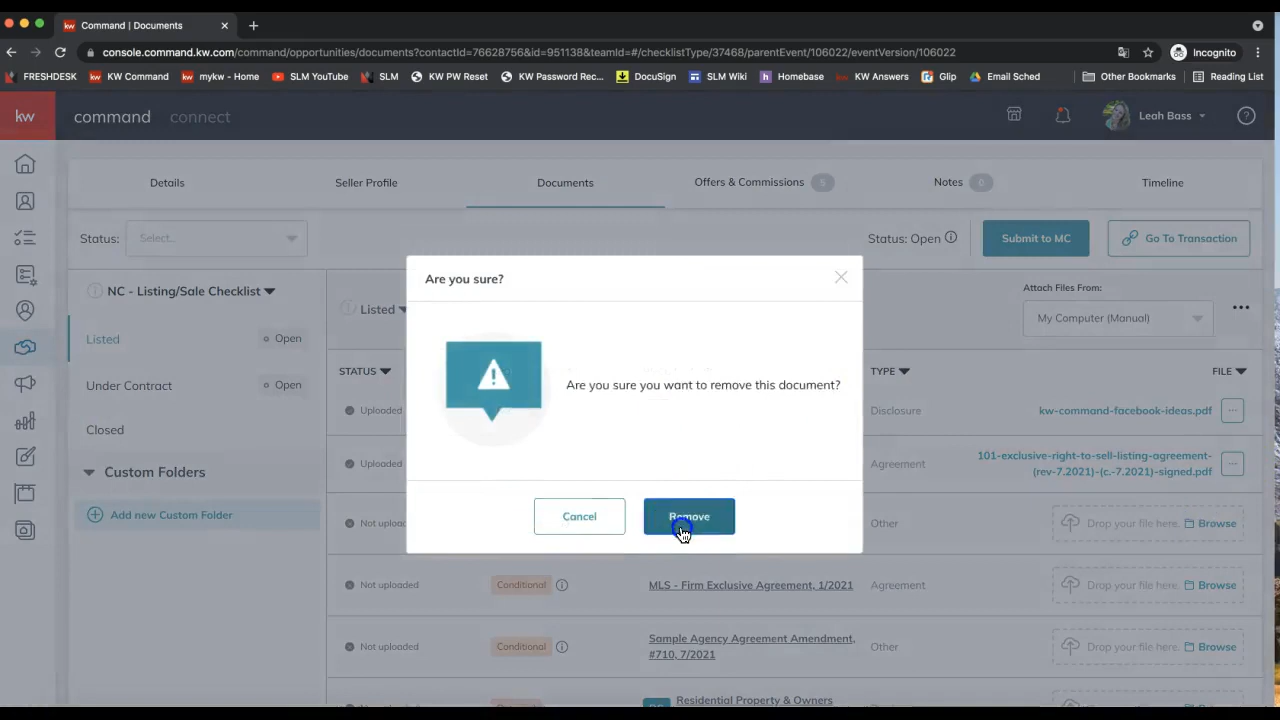 Command | Documents
console.command.kw.com/command/opportunities/documents?contactId=76628756&id=951138&teamId=#/checklistType/37468/parentEvent/106022/eventVersion/106022
Incognito
FRESHDESK
KW Command
mykw - Home
SLM YouTube
SLM
KW PW Reset
KW Password Rec...
DocuSign
SLM Wiki
Homebase
KW Answers
Glip
Email Sched
Other Bookmarks
Reading List
kw
command
connect
Leah Bass
Details
Seller Profile
Documents
Offers & Commissions 5
Notes 0
Timeline
Status:
Select...
Status: Open
Submit to MC
Go To Transaction
NC - Listing/Sale Checklist
Listed
Open
Under Contract
Open
Closed
Custom Folders
Add new Custom Folder
Listed
Attach Files From:
My Computer (Manual)
STATUS
TYPE
FILE
Uploaded
Disclosure
kw-command-facebook-ideas.pdf
Uploaded
Agreement
101-exclusive-right-to-sell-listing-agreement-
(rev-7.2021)-(c.-7.2021)-signed.pdf
Not uploa
Other
Drop your file here.
Browse
Not uploaded
Conditional
MLS - Firm Exclusive Agreement, 1/2021
Agreement
Drop your file here.
Browse
Not uploaded
Conditional
Sample Agency Agreement Amendment,
#710, 7/2021
Other
Drop your file here.
Browse
Residential Property & Owners
Are you sure?
Are you sure you want to remove this document?
Cancel
Remove